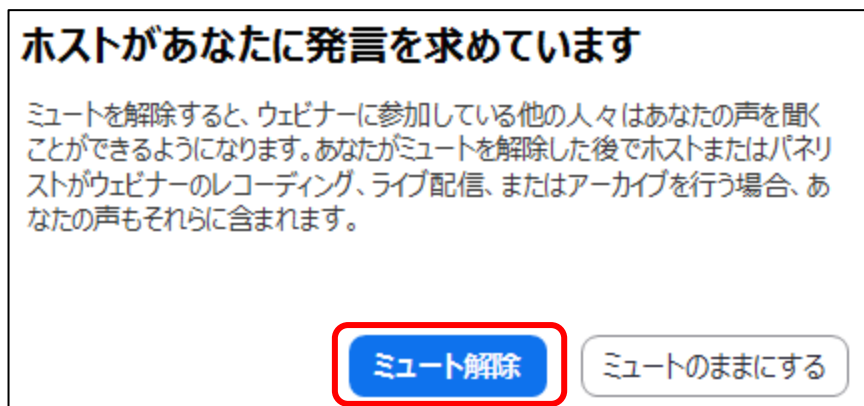 ホストがあなたに発言を求めています
ミュートを解除すると、ウェビナーに参加している他の人々はあなたの声を聞く
ことができるようになります。あなたがミュートを解除した後でホストまたはパネリ
ストがウェビナーのレコーディング、ライブ配信、またはアーカイブを行う場合、あ
なたの声もそれらに含まれます。
ミュート解除
ミュートのままにする